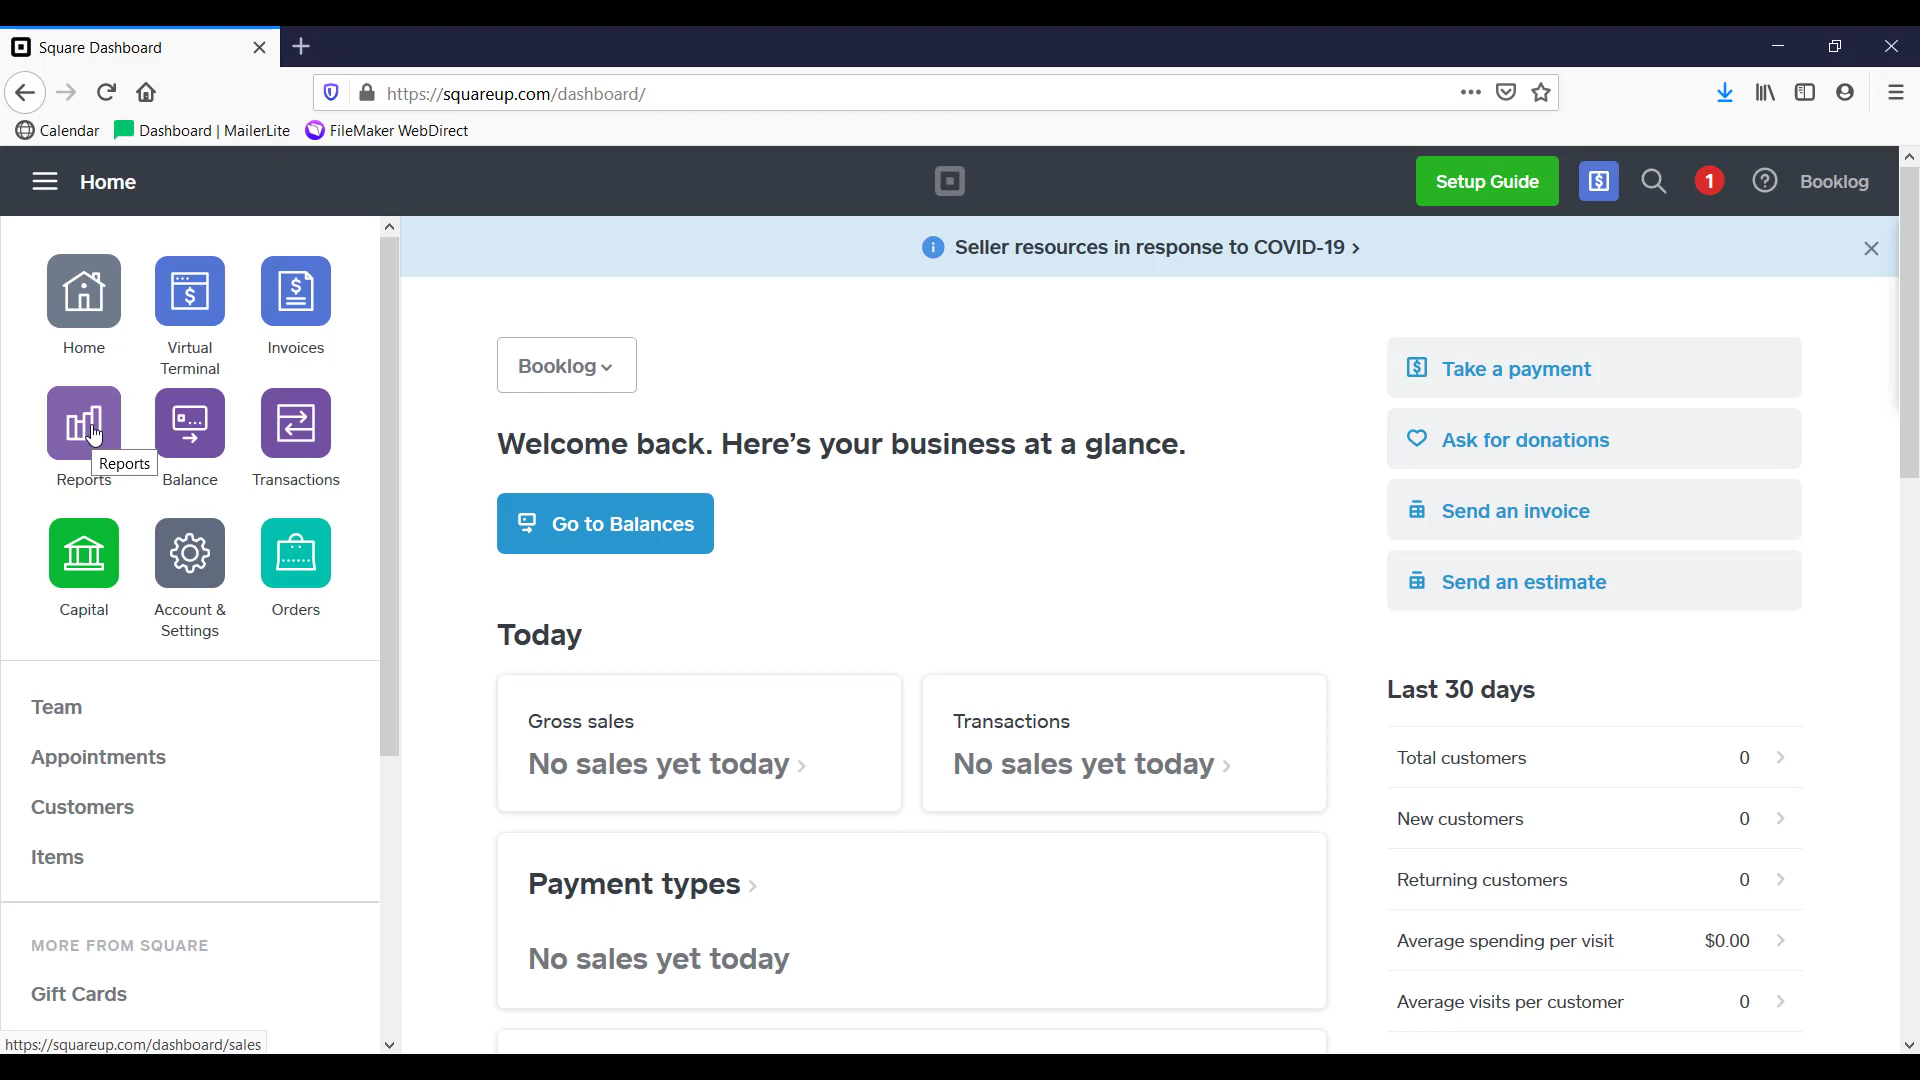 Square Dashboard
https://squareup.com/dashboard/
Calendar Dashboard | MailerLite FileMaker WebDirect
Home Setup Guide 1 Booklog
Seller resources in response to COVID-19
Home
Virtual
Terminal
Invoices
Reports
Reports
Balance
Transactions
Capital
Account &
Settings
Orders
Team
Appointments
Customers
Items
MORE FROM SQUARE
Gift Cards
https://squareup.com/dashboard/sales
Booklog
Welcome back. Here’s your business at a glance.
Go to Balances
Today
Gross sales
No sales yet today
Transactions
No sales yet today
Payment types
No sales yet today
Take a payment
Ask for donations
Send an invoice
Send an estimate
Last 30 days
Total customers 0
New customers 0
Returning customers 0
Average spending per visit $0.00
Average visits per customer 0